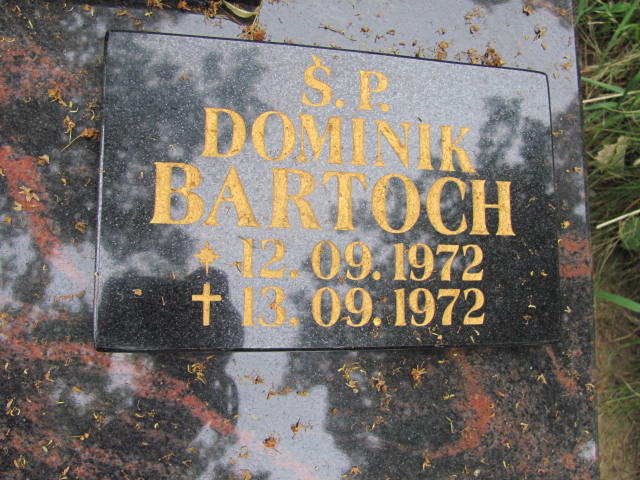 Š. P.
DOMINIK
BARTOCH
* 12. 09. 1972
✝ 13. 09. 1972